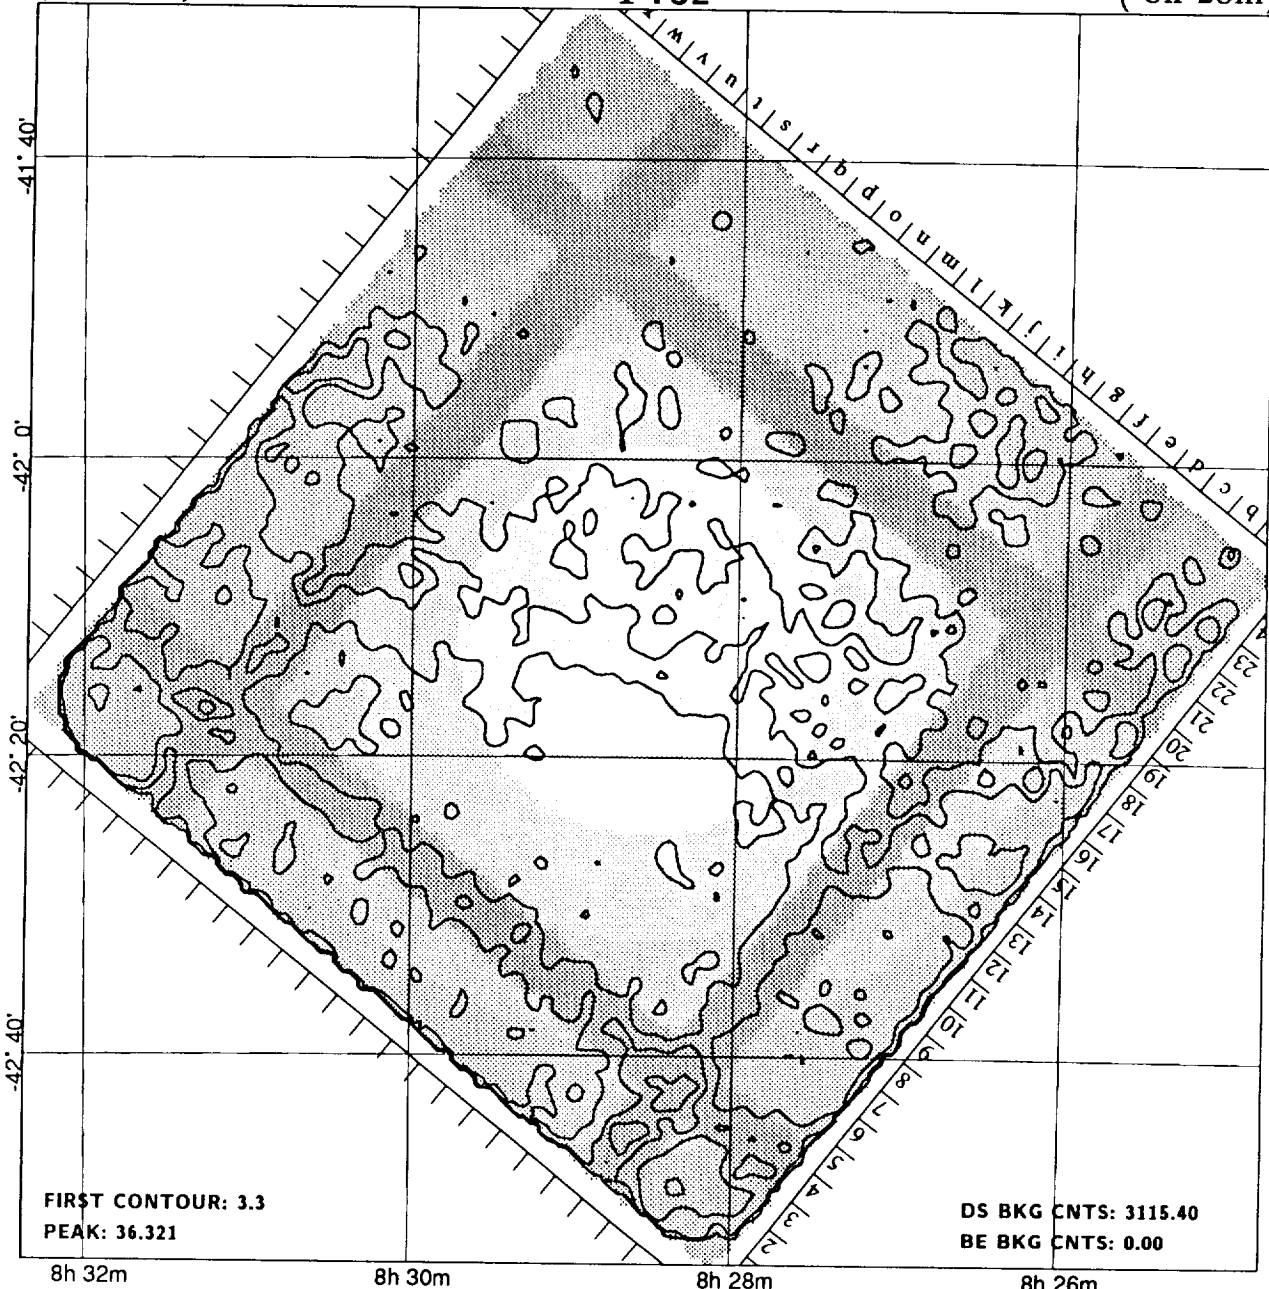 w v u t s r q p o n m l k j i h g f e d c b
-41° 40'
-42° 0'
-42° 20'
-42° 40'
23 22 21 20 19 18 17 16 15 14 13 12 11 10 9 8 7 6 5 4 3 2
FIRST CONTOUR: 3.3
PEAK: 36.321
DS BKG CNTS: 3115.40
BE BKG CNTS: 0.00
8h 32m
8h 30m
8h 28m
8h 26m